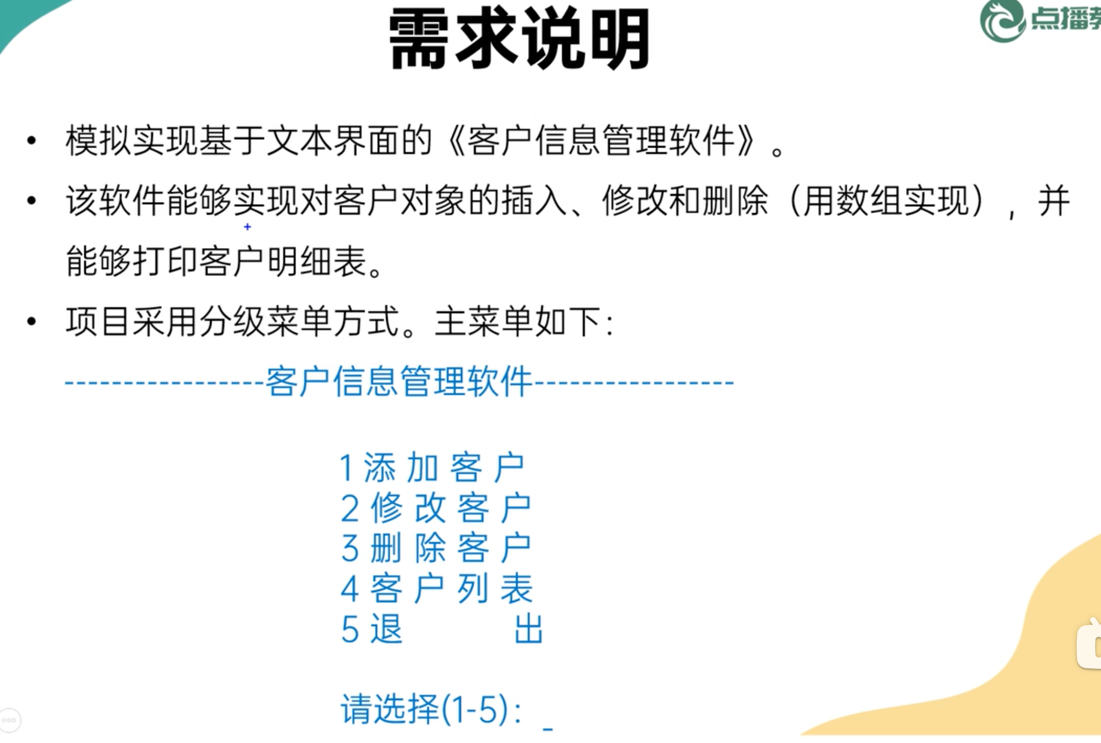 需求说明
点播教
• 模拟实现基于文本界面的《客户信息管理软件》。
• 该软件能够实现对客户对象的插入、修改和删除（用数组实现），并
能够打印客户明细表。
• 项目采用分级菜单方式。主菜单如下：
-----------------客户信息管理软件-----------------
1 添 加 客 户
2 修 改 客 户
3 删 除 客 户
4 客 户 列 表
5 退 出
请选择(1-5)： _